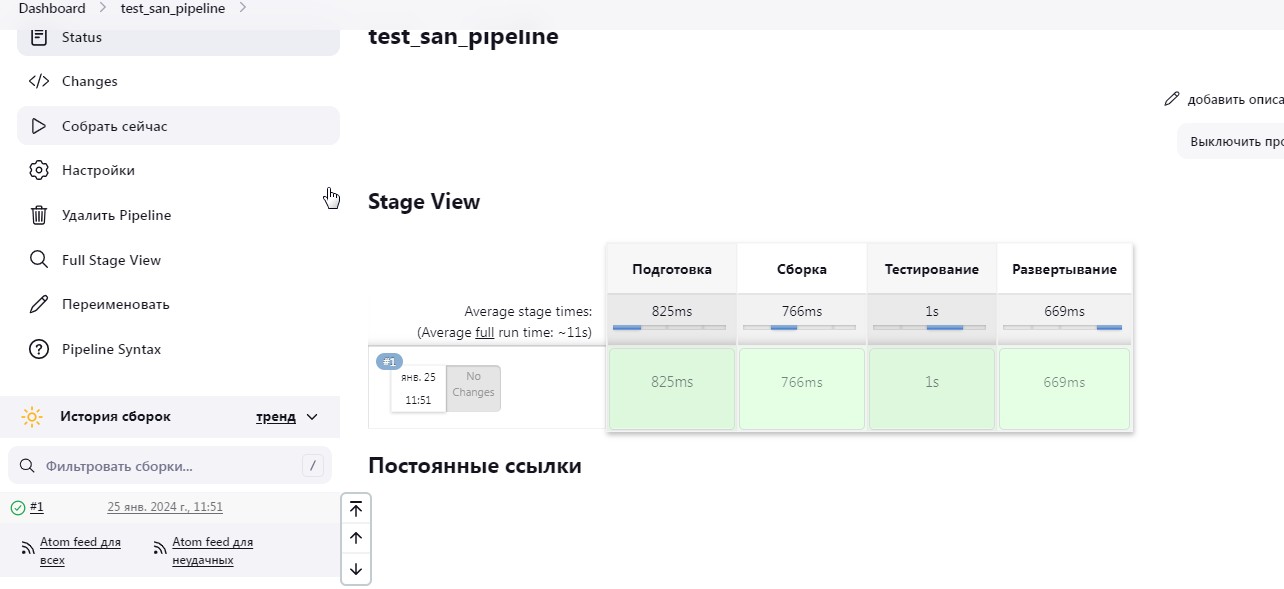 Dashboard
test_san_pipeline
Status
Changes
Собрать сейчас
Настройки
Удалить Pipeline
Full Stage View
Переименовать
Pipeline Syntax
История сборок
тренд
Фильтровать сборки...
/
#1
25 янв. 2024 г., 11:51
Atom feed для
всех
Atom feed для
неудачных
test_san_pipeline
добавить описа
Выключить про
Stage View
Подготовка Сборка Тестирование Развертывание
Average stage times:
(Average full run time: ~11s)
825ms 766ms 1s 669ms
#1
янв. 25
11:51
No
Changes
825ms 766ms 1s 669ms
Постоянные ссылки